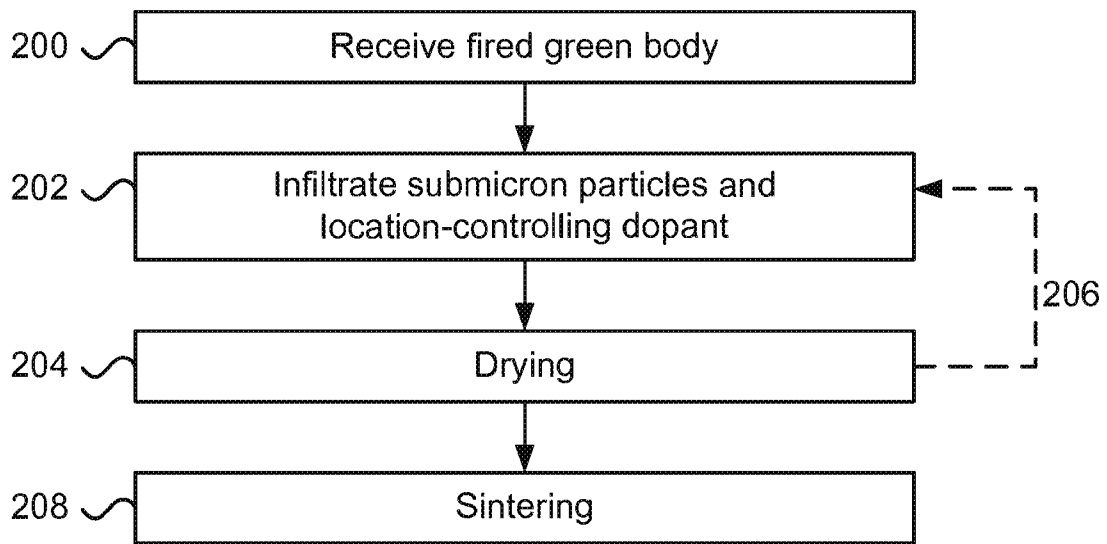 200
Receive fired green body
202
Infiltrate submicron particles and
location-controlling dopant
206
204
Drying
208
Sintering